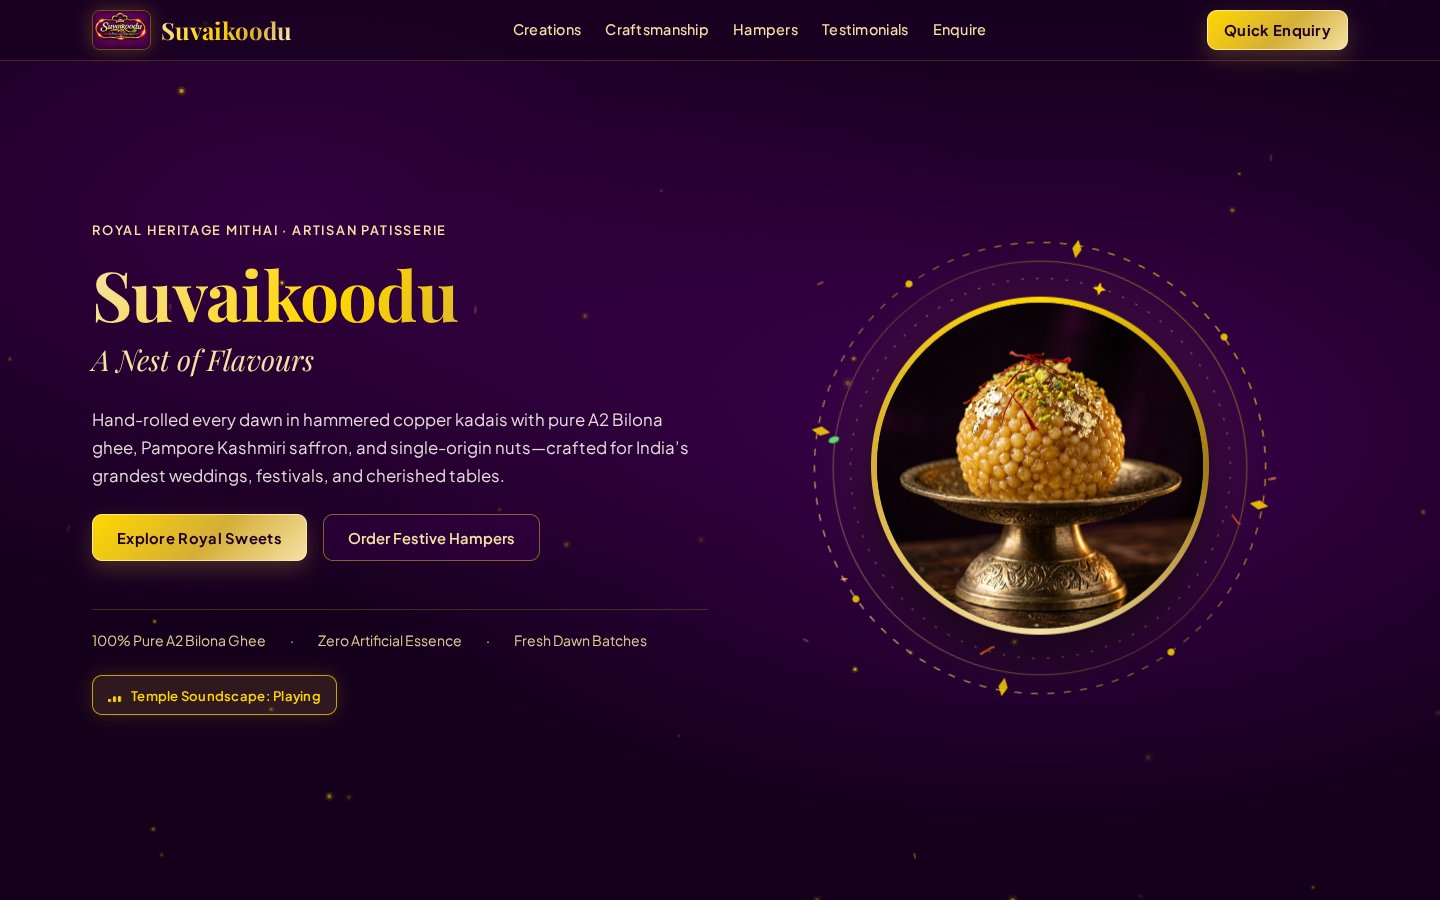 Suvaikoodu
Suvaikoodu
Creations
Craftsmanship
Hampers
Testimonials
Enquire
Quick Enquiry
ROYAL HERITAGE MITHAI · ARTISAN PATISSERIE
Suvaikoodu
A Nest of Flavours
Hand-rolled every dawn in hammered copper kadais with pure A2 Bilona
ghee, Pampore Kashmiri saffron, and single-origin nuts—crafted for India's
grandest weddings, festivals, and cherished tables.
Explore Royal Sweets
Order Festive Hampers
100% Pure A2 Bilona Ghee · Zero Artificial Essence · Fresh Dawn Batches
Temple Soundscape: Playing